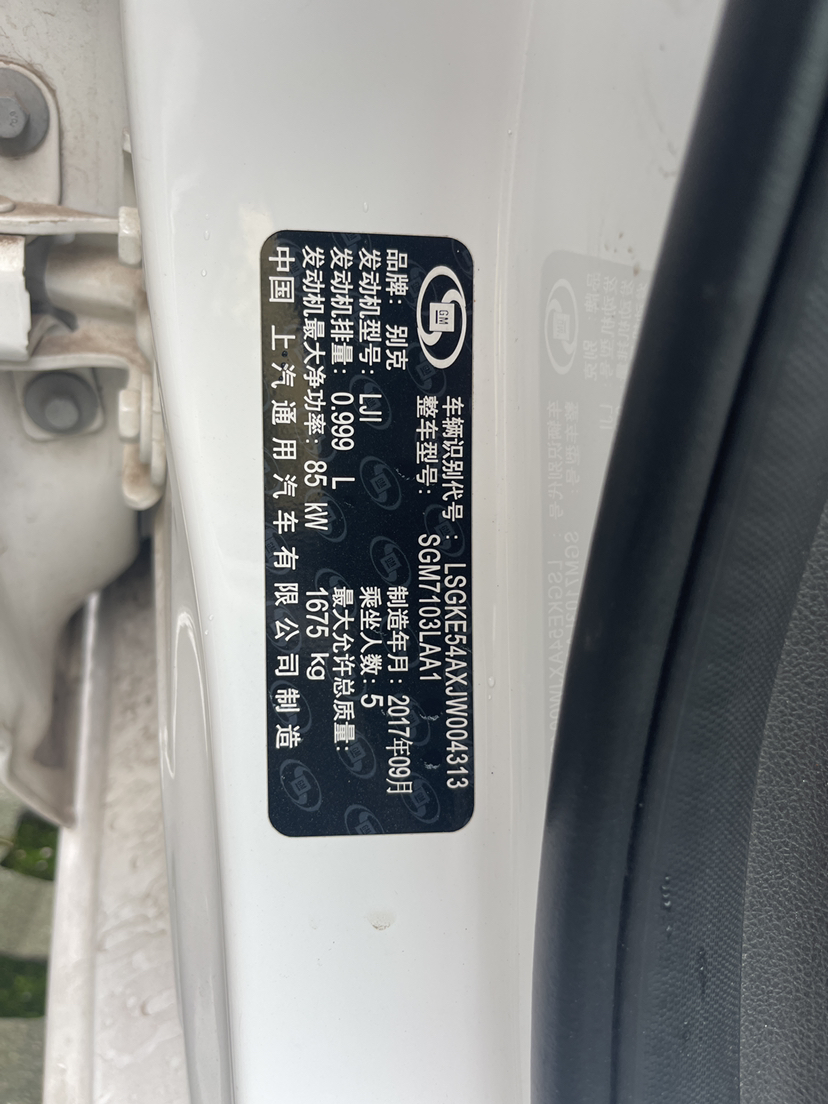 GM
车辆识别代号：LSGKE54AXJW004313
整车型号：SGM7103LAA1
品牌：别克 制造年月：2017年09月
发动机型号：LJI 乘坐人数：5
发动机排量：0.999 L 最大允许总质量：
发动机最大净功率：85 kW 1675 kg
中国 上汽通用汽车有限公司制造